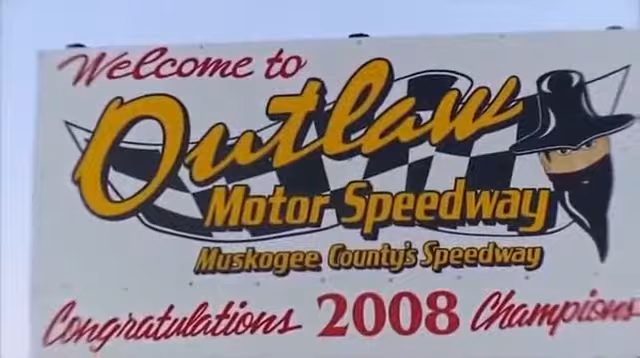 Welcome to
Outlaw
Motor Speedway
Muskogee County's Speedway
Congratulations 2008 Champions